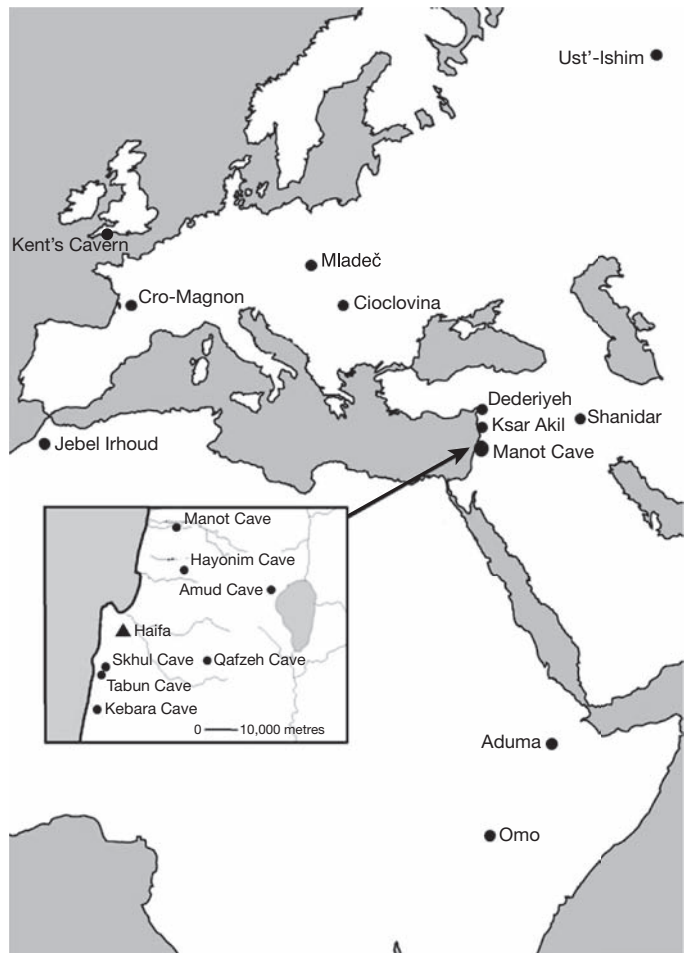 Ust'-Ishim
Kent's Cavern
Mladeč
Cro-Magnon
Cioclovina
Dederiyeh
Ksar Akil
Shanidar
Jebel Irhoud
Manot Cave
Manot Cave
Hayonim Cave
Amud Cave
Haifa
Skhul Cave
Qafzeh Cave
Tabun Cave
Kebara Cave
0 10,000 metres
Aduma
Omo